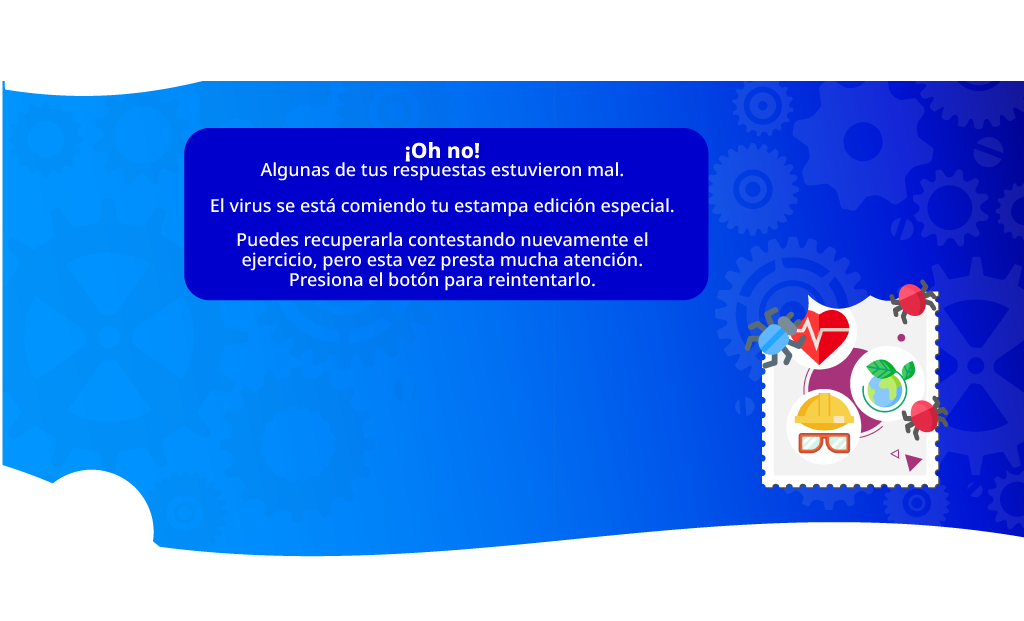 ¡Oh no!
Algunas de tus respuestas estuvieron mal.
El virus se está comiendo tu estampa edición especial.
Puedes recuperarla contestando nuevamente el
ejercicio, pero esta vez presta mucha atención.
Presiona el botón para reintentarlo.